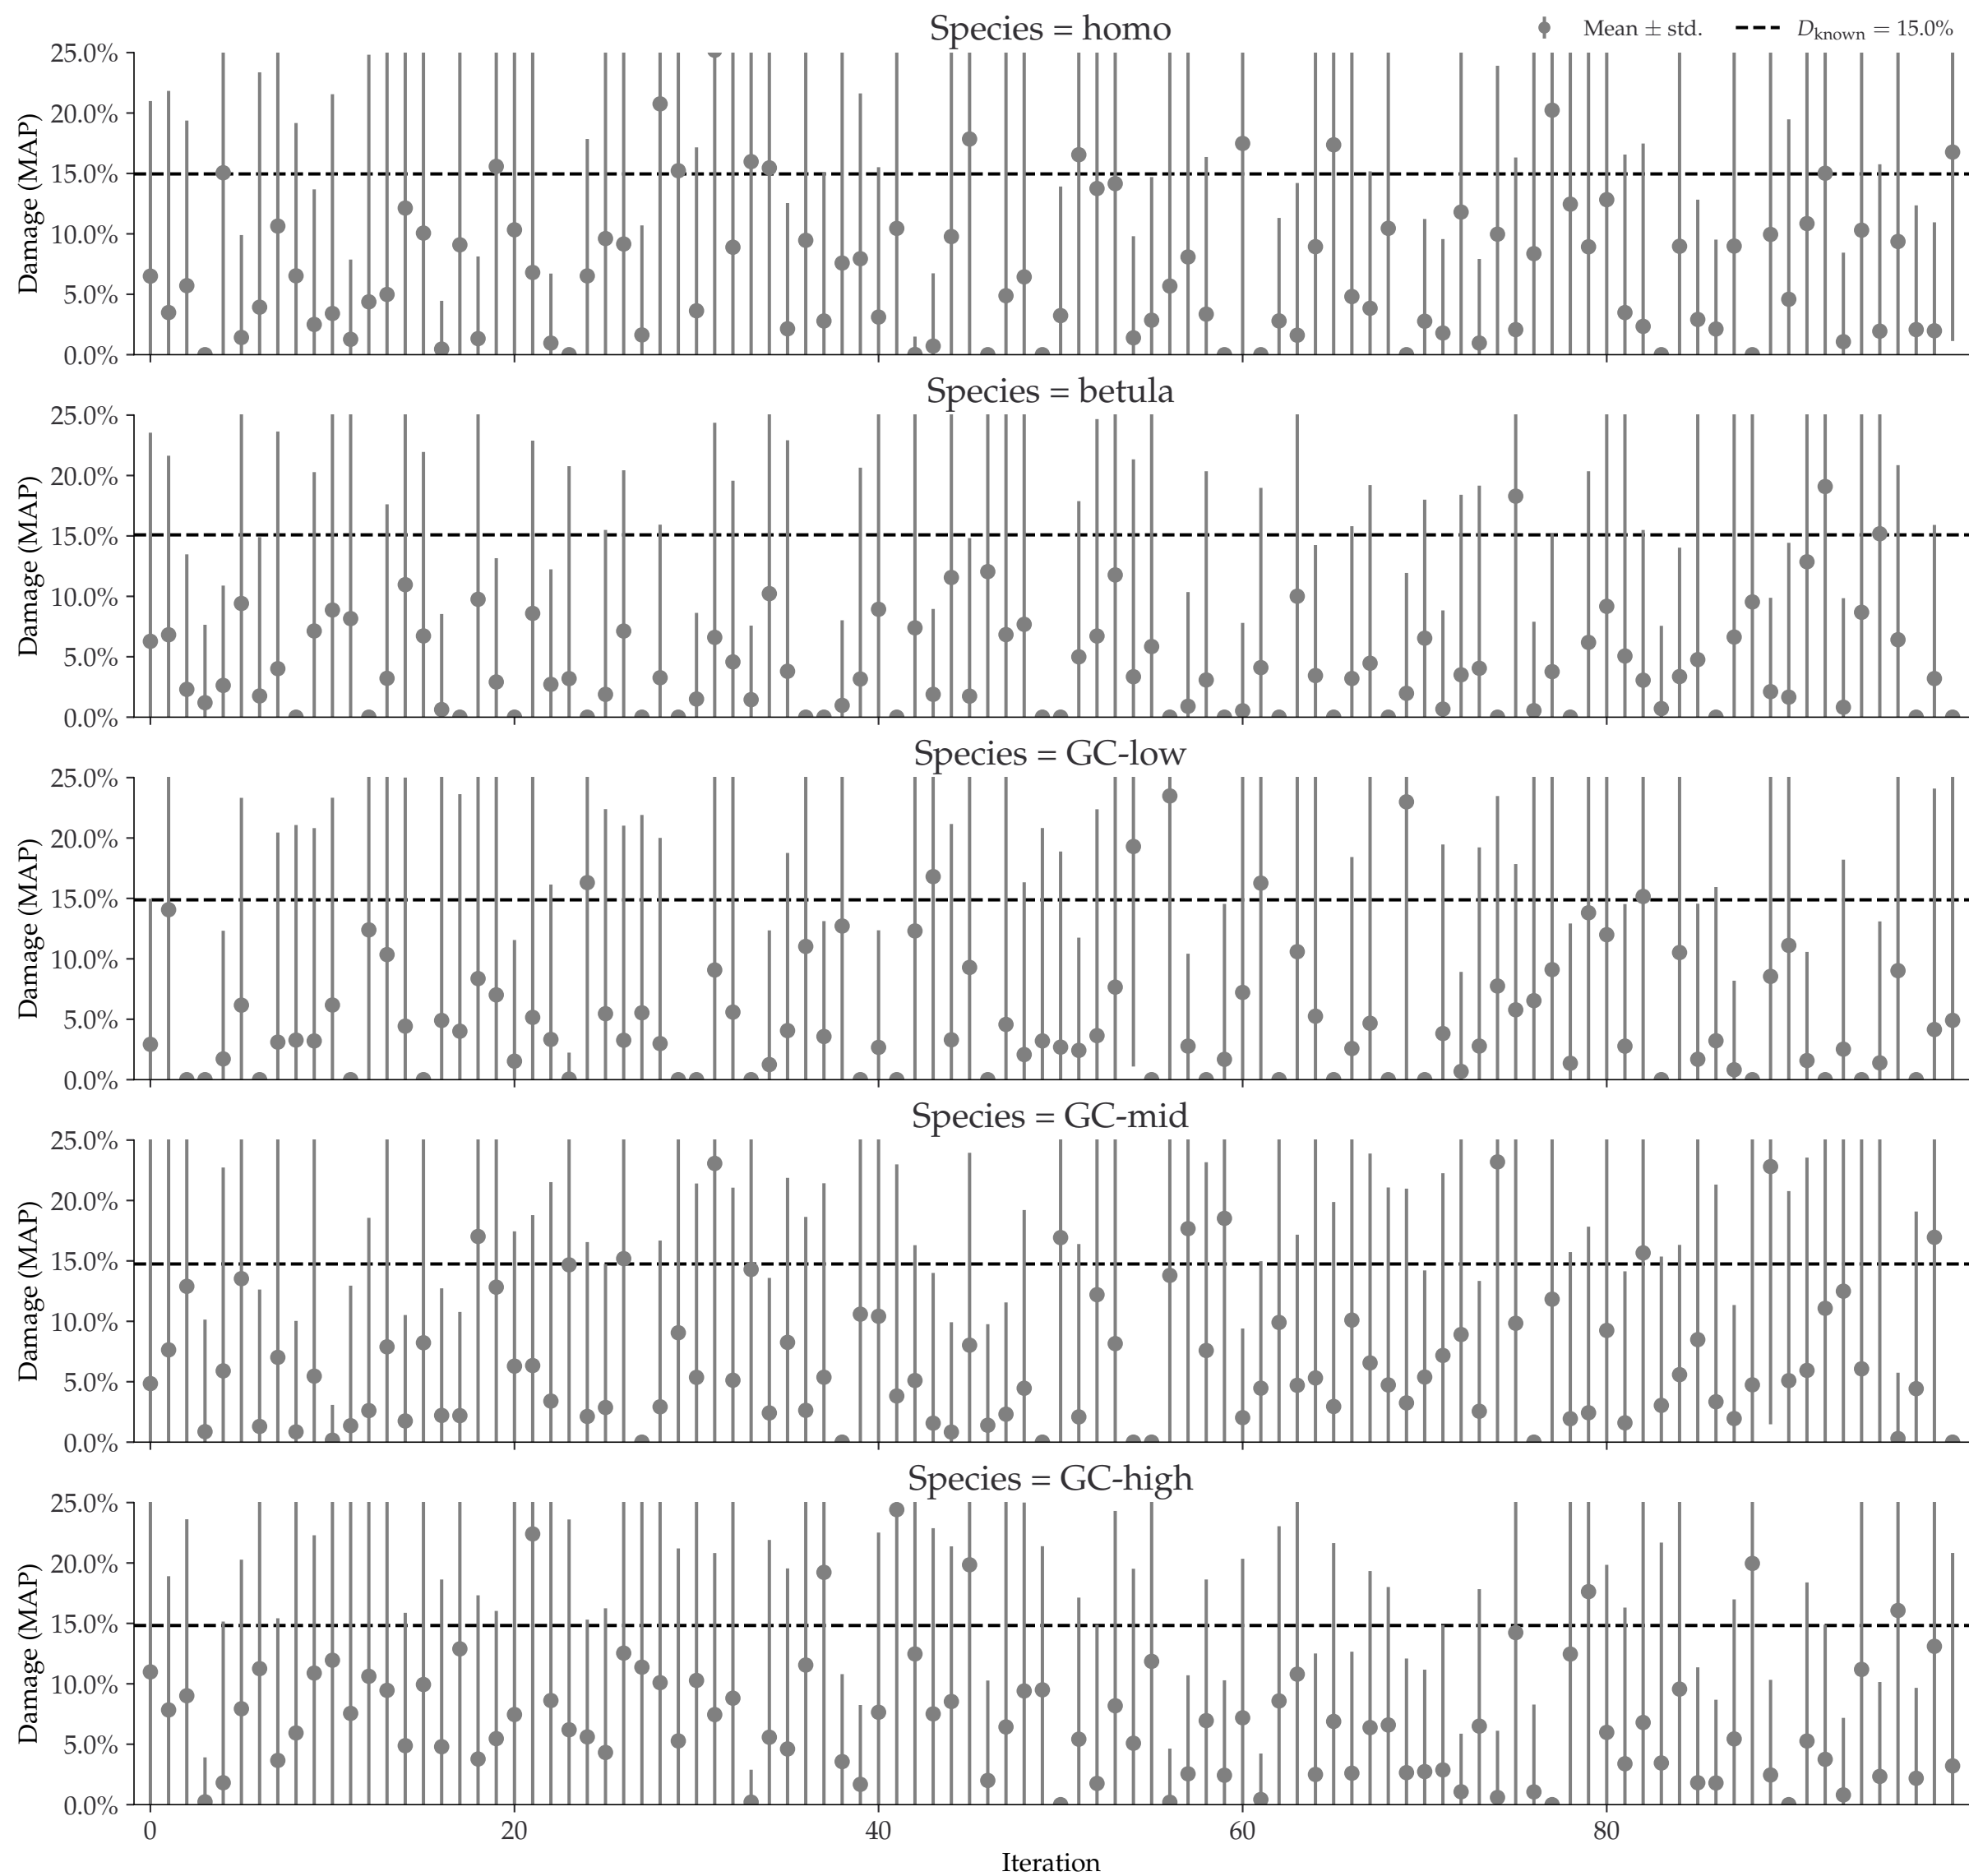 Species = homo
Mean ± std.
D_known = 15.0%
Damage (MAP)
25.0%
20.0%
15.0%
10.0%
5.0%
0.0%
Species = betula
Damage (MAP)
25.0%
20.0%
15.0%
10.0%
5.0%
0.0%
Species = GC-low
Damage (MAP)
25.0%
20.0%
15.0%
10.0%
5.0%
0.0%
Species = GC-mid
Damage (MAP)
25.0%
20.0%
15.0%
10.0%
5.0%
0.0%
Species = GC-high
Damage (MAP)
25.0%
20.0%
15.0%
10.0%
5.0%
0.0%
0 20 40 60 80
Iteration